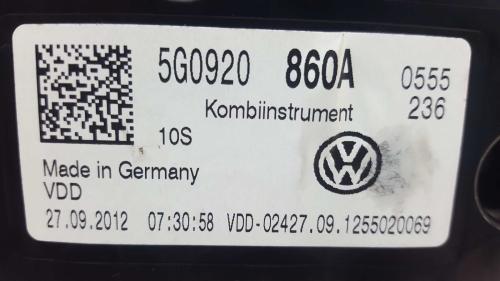 5G0920 860A 0555
Kombiinstrument 236
10S
Made in Germany
VDD
27.09.2012 07:30:58 VDD-02427.09.1255020069